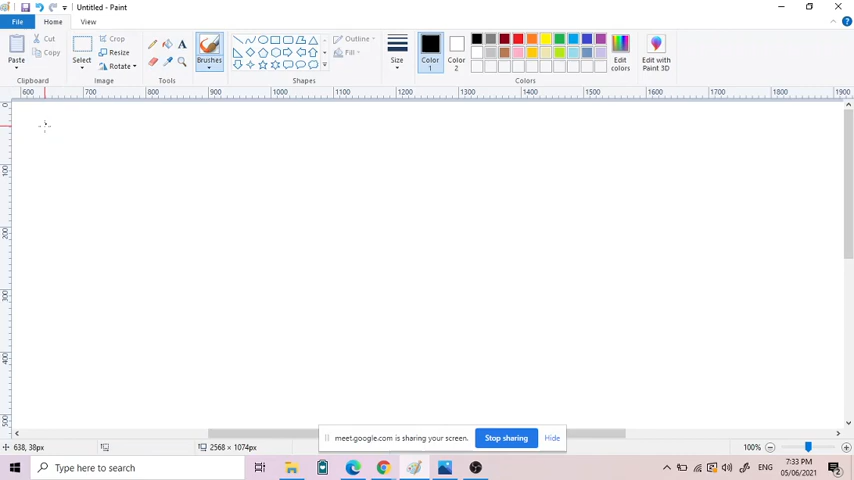 Untitled - Paint
File Home View
Paste Cut Copy Clipboard
Select Crop Resize Rotate Image
Tools
Brushes
Outline Fill Shapes
Size
Color 1 Color 2 Edit colors Colors
Edit with Paint 3D
600 700 800 900 1000 1100 1200 1300 1400 1500 1600 1700 1800 1900
0
100
200
300
400
500
meet.google.com is sharing your screen. Stop sharing Hide
638, 38px 2568 × 1074px 100%
Type here to search ENG 7:33 PM 05/06/2021 2